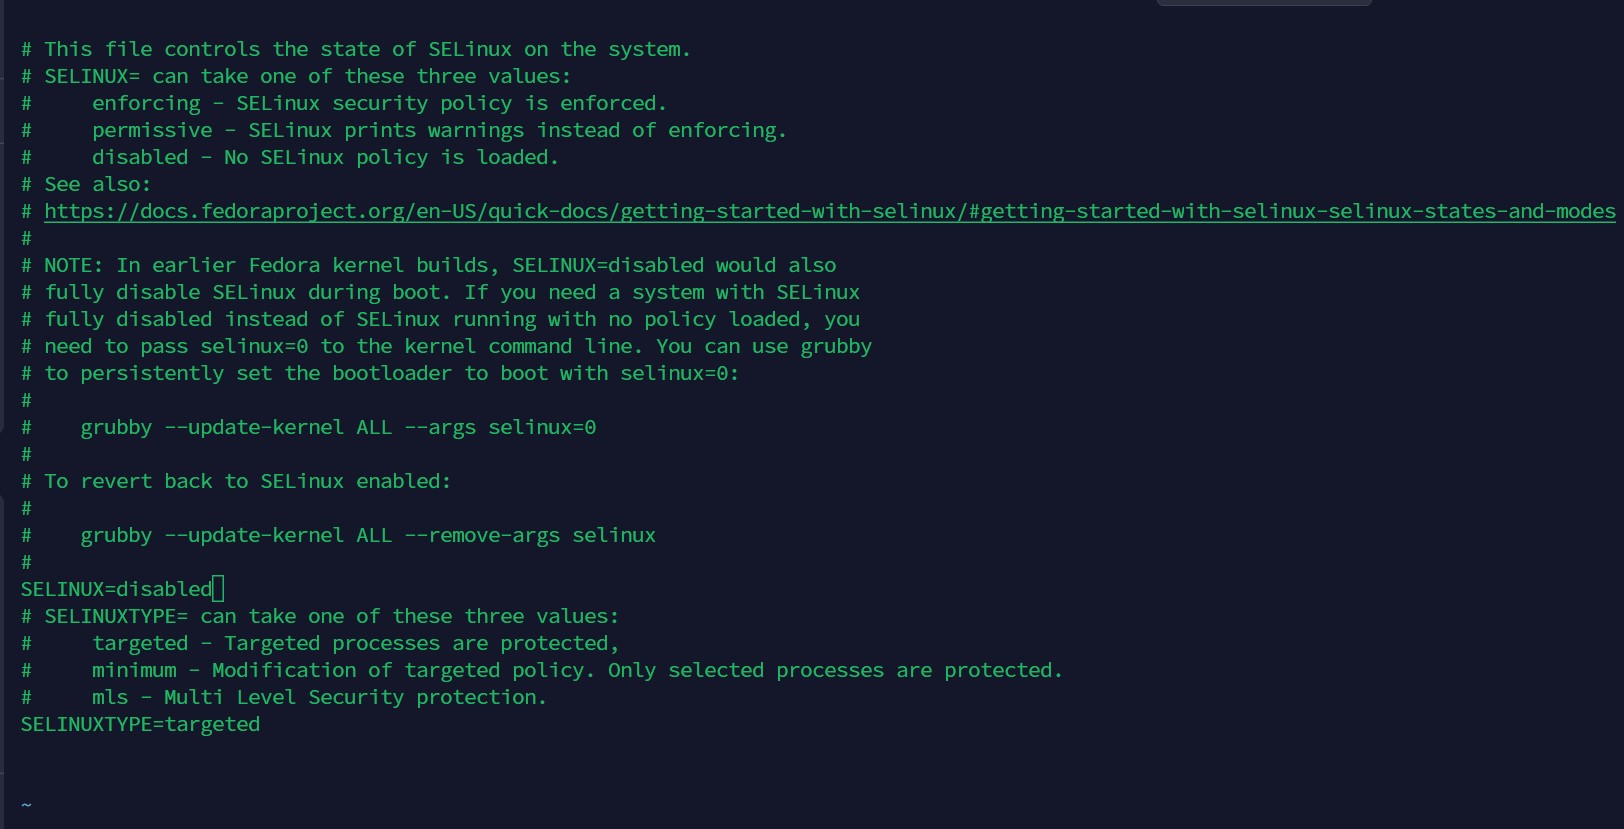 # This file controls the state of SELinux on the system.
# SELINUX= can take one of these three values:
#     enforcing - SELinux security policy is enforced.
#     permissive - SELinux prints warnings instead of enforcing.
#     disabled - No SELinux policy is loaded.
# See also:
# https://docs.fedoraproject.org/en-US/quick-docs/getting-started-with-selinux/#getting-started-with-selinux-selinux-states-and-modes
#
# NOTE: In earlier Fedora kernel builds, SELINUX=disabled would also
# fully disable SELinux during boot. If you need a system with SELinux
# fully disabled instead of SELinux running with no policy loaded, you
# need to pass selinux=0 to the kernel command line. You can use grubby
# to persistently set the bootloader to boot with selinux=0:
#
#    grubby --update-kernel ALL --args selinux=0
#
# To revert back to SELinux enabled:
#
#    grubby --update-kernel ALL --remove-args selinux
#
SELINUX=disabled
# SELINUXTYPE= can take one of these three values:
#     targeted - Targeted processes are protected,
#     minimum - Modification of targeted policy. Only selected processes are protected.
#     mls - Multi Level Security protection.
SELINUXTYPE=targeted
~